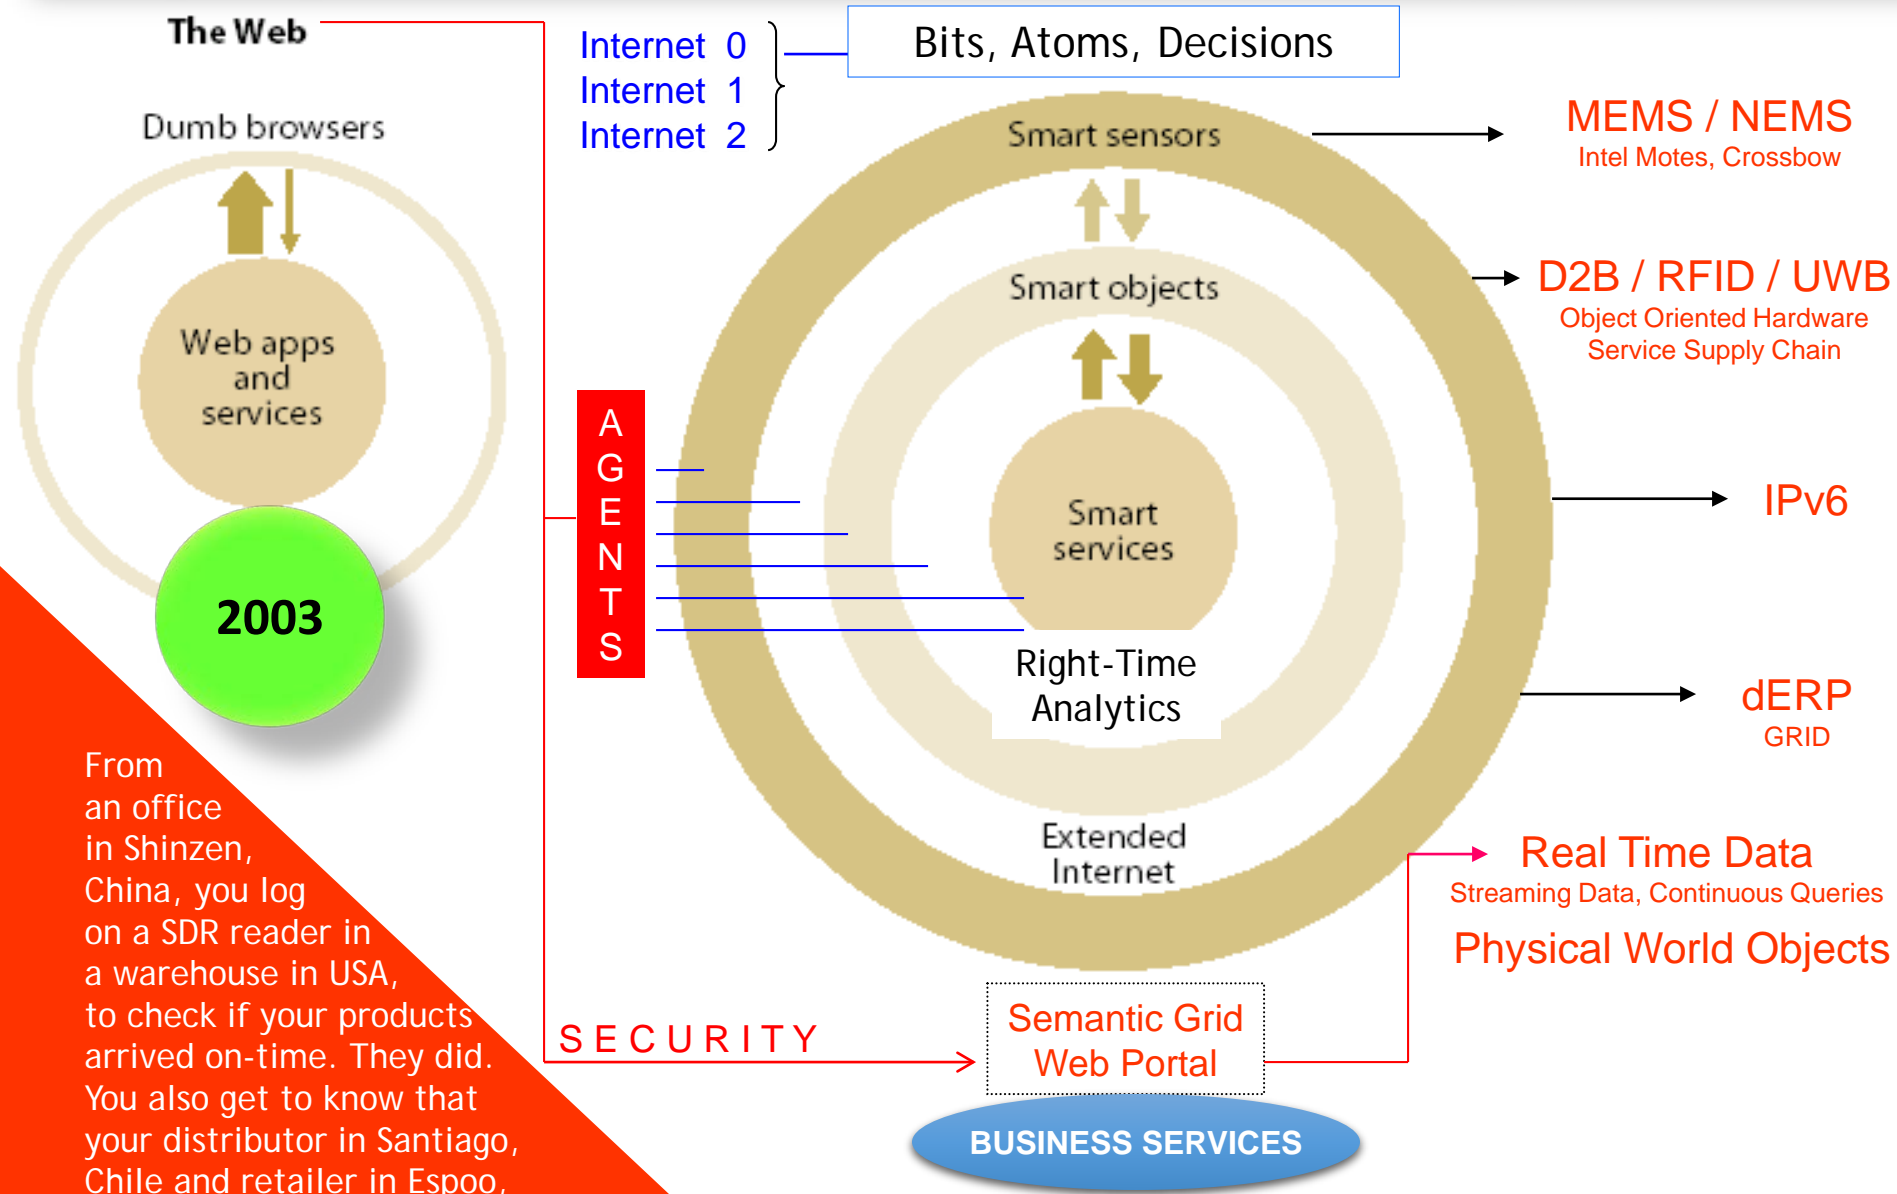 The Web
Dumb browsers
Web apps
and
services
2003
From
an office
in Shinzen,
China, you log
on a SDR reader in
a warehouse in USA,
to check if your products
arrived on-time. They did.
You also get to know that
your distributor in Santiago,
Chile and retailer in Espoo,
Internet 0
Internet 1
Internet 2
Bits, Atoms, Decisions
AGENTS
Smart sensors
Smart objects
Smart
services
Right-Time
Analytics
Extended
Internet
MEMS / NEMS
Intel Motes, Crossbow
D2B / RFID / UWB
Object Oriented Hardware
Service Supply Chain
IPv6
dERP
GRID
Real Time Data
Streaming Data, Continuous Queries
Physical World Objects
SECURITY
Semantic Grid
Web Portal
BUSINESS SERVICES